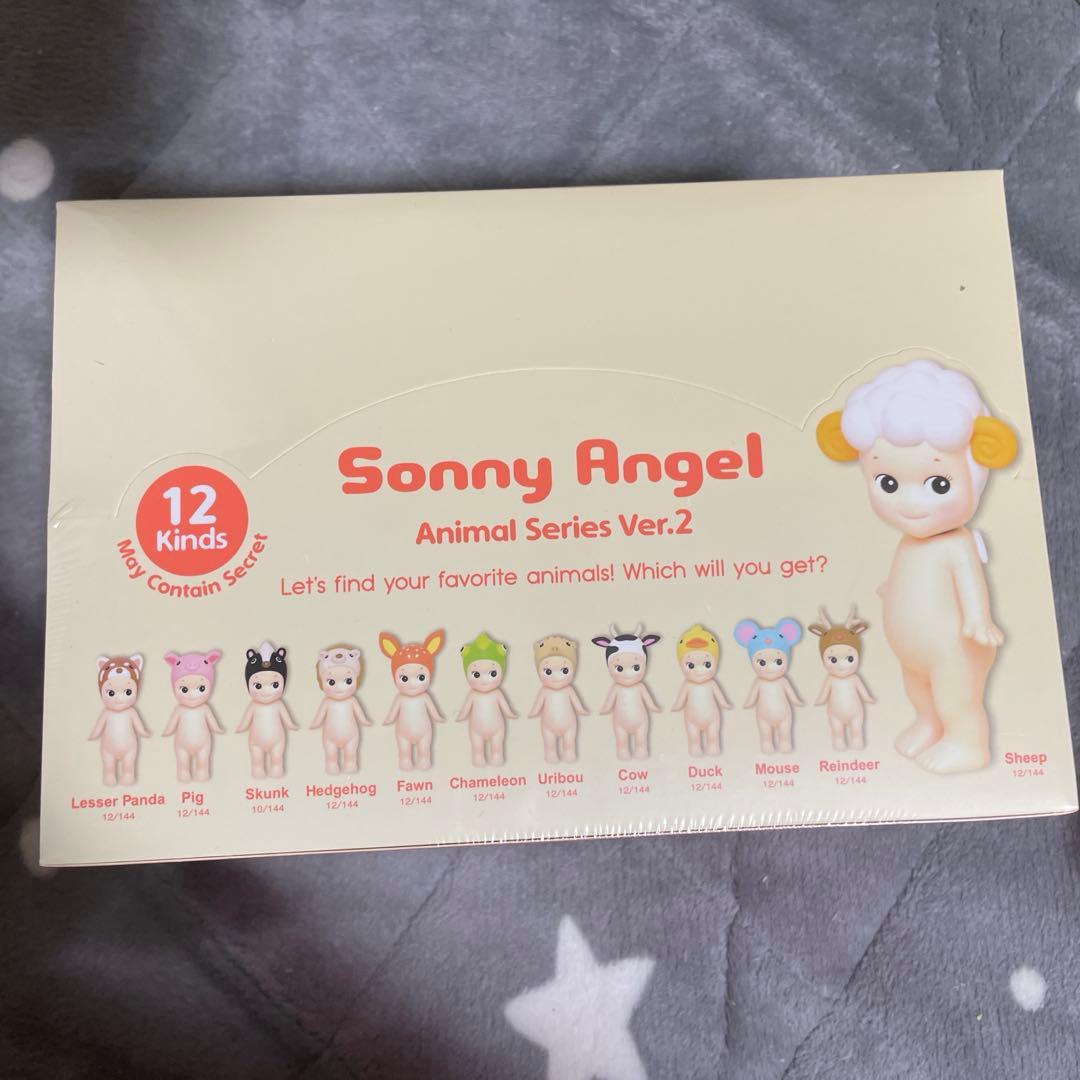 12
Kinds
May Contain Secret
Sonny Angel
Animal Series Ver.2
Let's find your favorite animals! Which will you get?
Lesser Panda
12/144
Pig
12/144
Skunk
10/144
Hedgehog
12/144
Fawn
12/144
Chameleon
12/144
Uribou
12/144
Cow
12/144
Duck
12/144
Mouse
12/144
Reindeer
12/144
Sheep
12/144